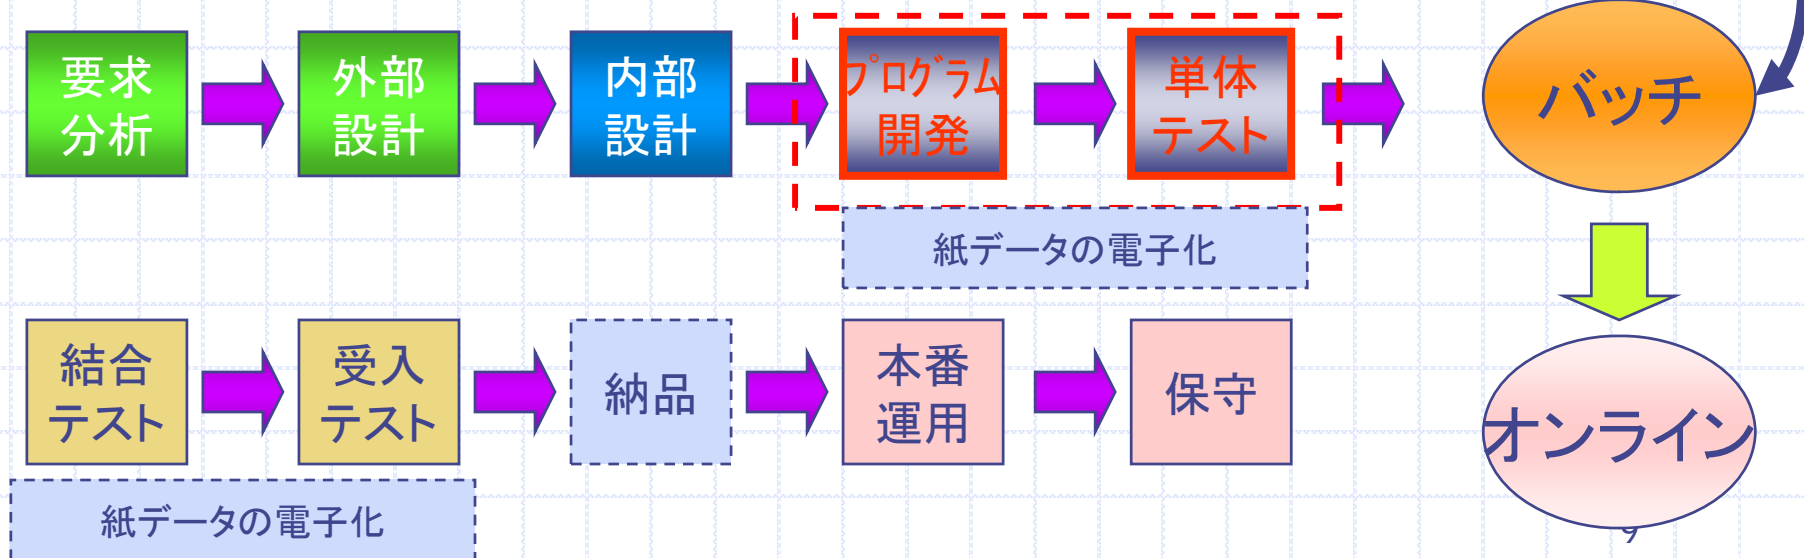 要求
分析
外部
設計
内部
設計
プログラム
開発
単体
テスト
バッチ
紙データの電子化
結合
テスト
受入
テスト
納品
本番
運用
保守
オンライン
紙データの電子化
9